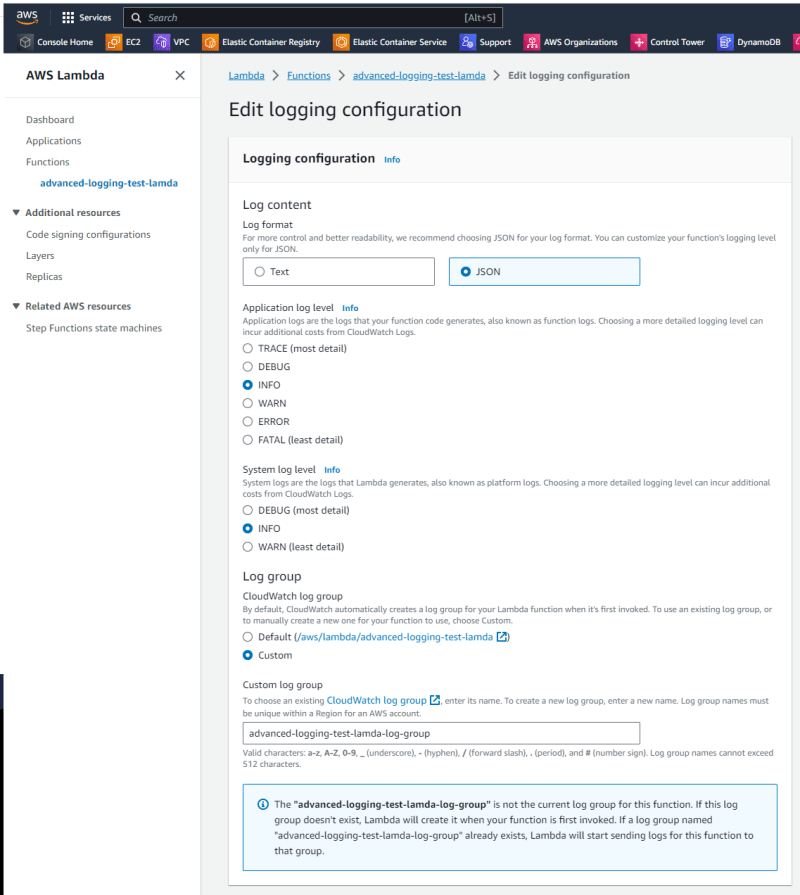 aws
Services
Search
[Alt+S]
Console Home
EC2
VPC
Elastic Container Registry
Elastic Container Service
Support
AWS Organizations
Control Tower
DynamoDB
AWS Lambda
Lambda > Functions > advanced-logging-test-lamda > Edit logging configuration
Dashboard
Applications
Functions
advanced-logging-test-lamda
Additional resources
Code signing configurations
Layers
Replicas
Related AWS resources
Step Functions state machines
Edit logging configuration
Logging configuration Info
Log content
Log format
For more control and better readability, we recommend choosing JSON for your log format. You can customize your function's logging level
only for JSON.
Text
JSON
Application log level Info
Application logs are the logs that your function code generates, also known as function logs. Choosing a more detailed logging level can
incur additional costs from CloudWatch Logs.
TRACE (most detail)
DEBUG
INFO
WARN
ERROR
FATAL (least detail)
System log level Info
System logs are the logs that Lambda generates, also known as platform logs. Choosing a more detailed logging level can incur additional
costs from CloudWatch Logs.
DEBUG (most detail)
INFO
WARN (least detail)
Log group
CloudWatch log group
By default, CloudWatch automatically creates a log group for your Lambda function when it's first invoked. To use an existing log group, or
to manually create a new one for your function to use, choose Custom.
Default (/aws/lambda/advanced-logging-test-lamda)
Custom
Custom log group
To choose an existing CloudWatch log group, enter its name. To create a new log group, enter a new name. Log group names must
be unique within a Region for an AWS account.
advanced-logging-test-lamda-log-group
Valid characters: a-z, A-Z, 0-9, _ (underscore), - (hyphen), / (forward slash), . (period), and # (number sign). Log group names cannot exceed
512 characters.
The "advanced-logging-test-lamda-log-group" is not the current log group for this function. If this log
group doesn't exist, Lambda will create it when your function is first invoked. If a log group named
"advanced-logging-test-lamda-log-group" already exists, Lambda will start sending logs for this function to
that group.